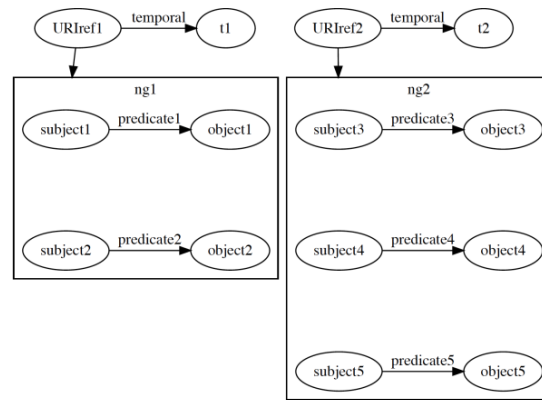 URIref1 temporal t1
ng1
subject1 predicate1 object1
subject2 predicate2 object2
URIref2 temporal t2
ng2
subject3 predicate3 object3
subject4 predicate4 object4
subject5 predicate5 object5